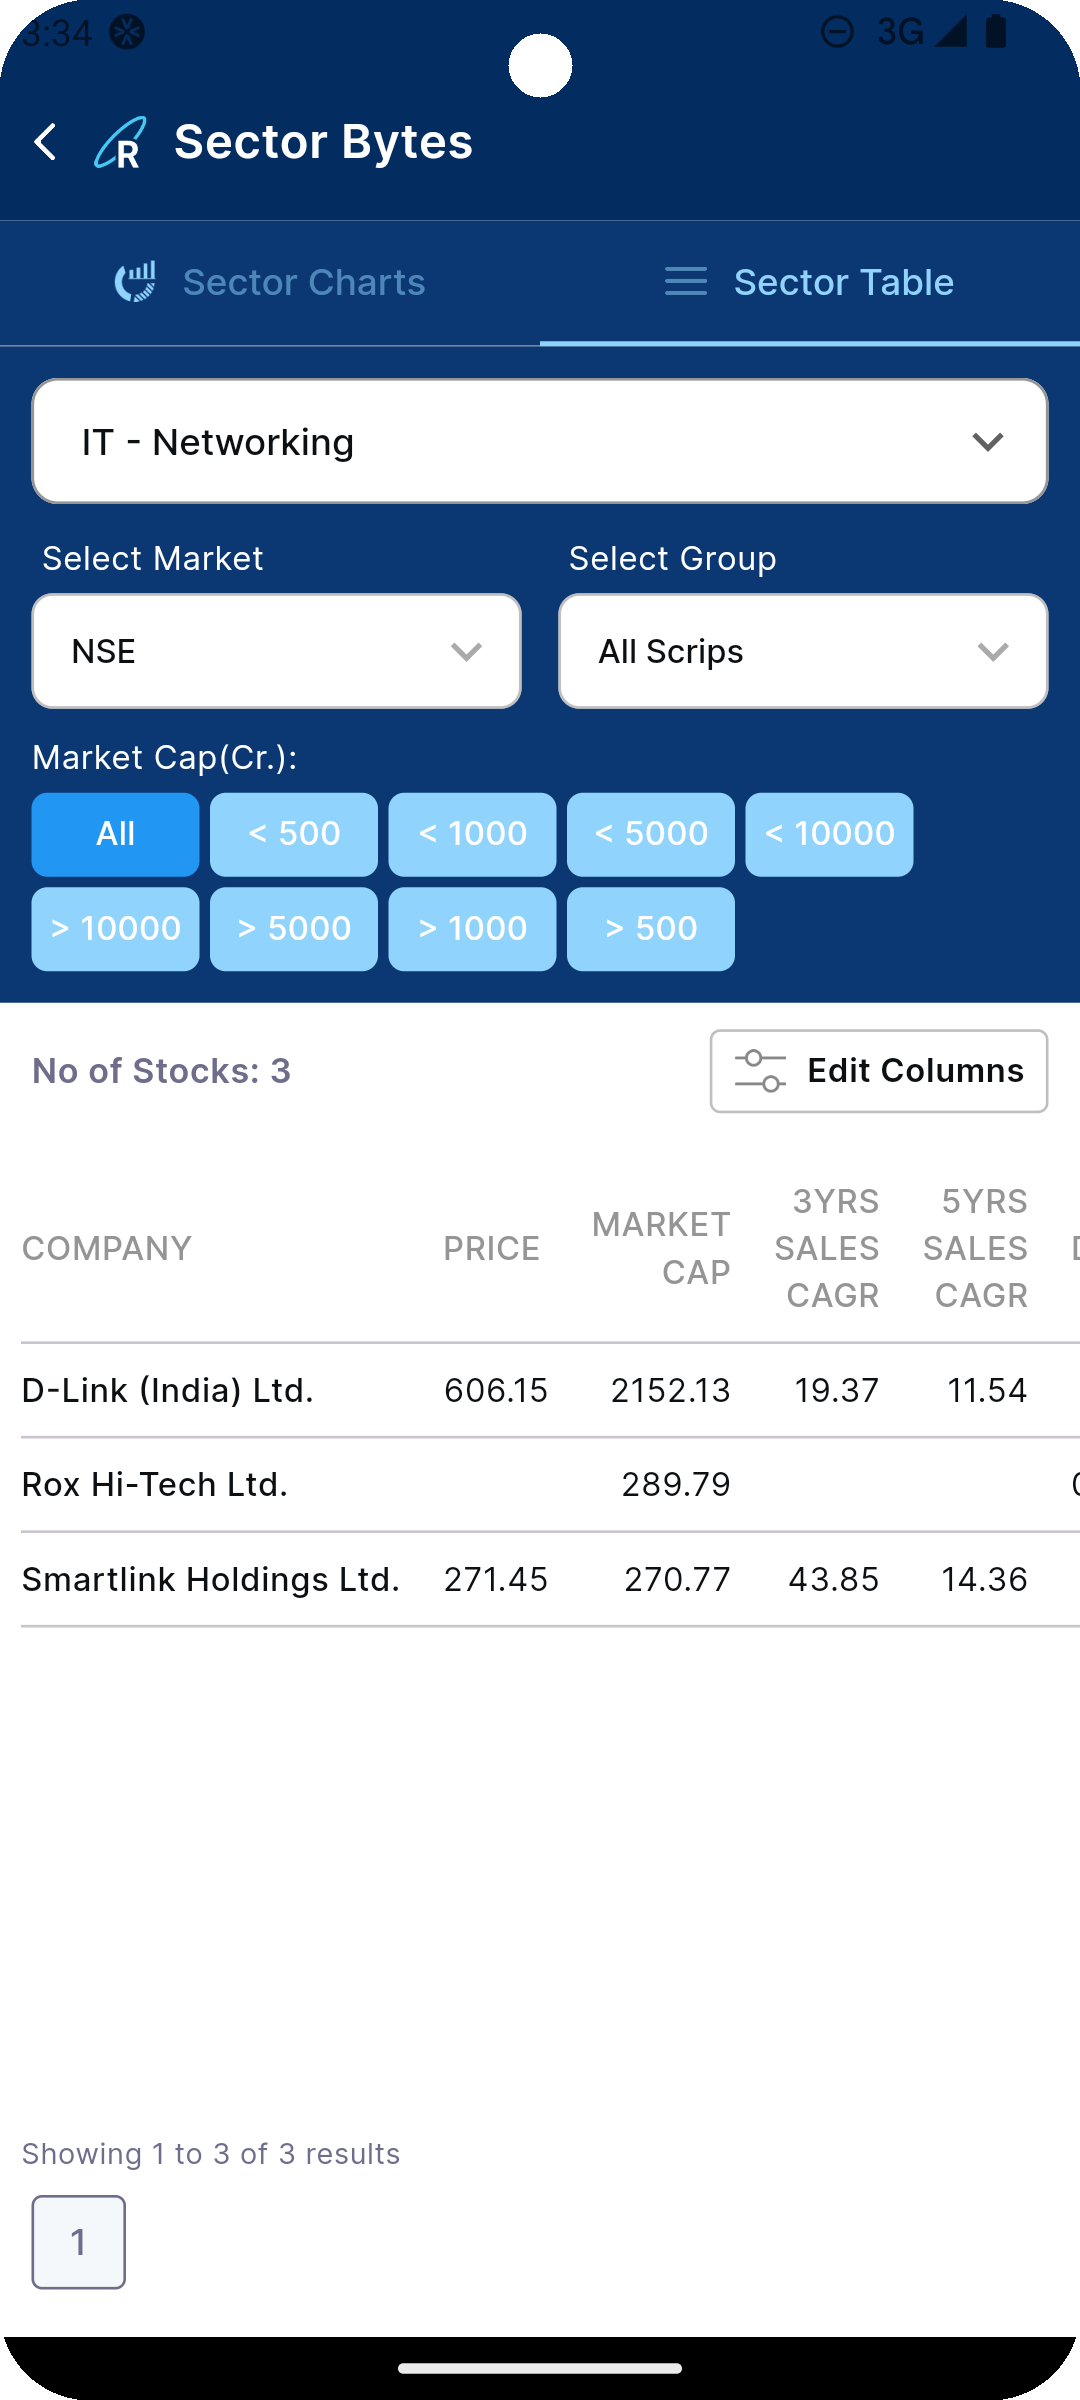 3:34
3G
R
Sector Bytes
Sector Charts
Sector Table
IT - Networking
Select Market
Select Group
NSE
All Scrips
Market Cap(Cr.):
All
< 500
< 1000
< 5000
< 10000
> 10000
> 5000
> 1000
> 500
No of Stocks: 3
Edit Columns
COMPANY
PRICE
MARKET
CAP
3YRS
SALES
CAGR
5YRS
SALES
CAGR
D-Link (India) Ltd. 606.15 2152.13 19.37 11.54
Rox Hi-Tech Ltd. 289.79
Smartlink Holdings Ltd. 271.45 270.77 43.85 14.36
Showing 1 to 3 of 3 results
1